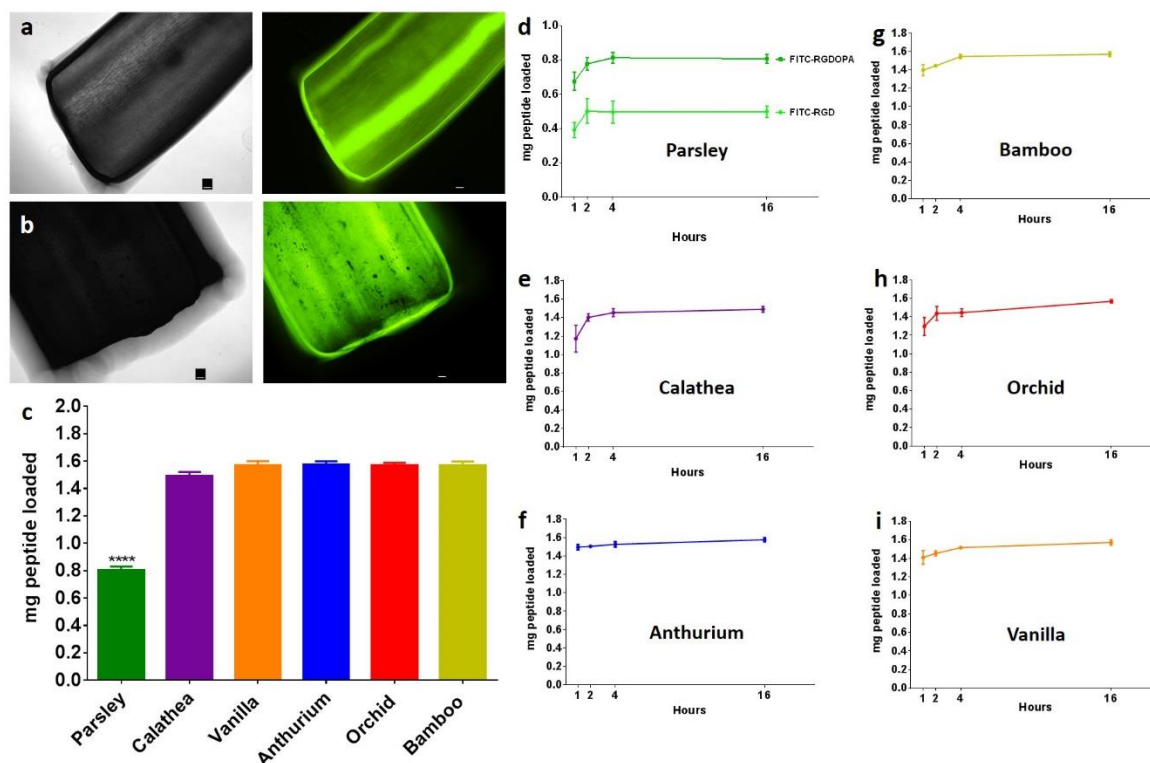 a
b
c
mg peptide loaded
2.0
1.8
1.6
1.4
1.2
1.0
0.8
0.6
0.4
0.2
0.0
****
Parsley
Calathea
Vanilla
Anthurium
Orchid
Bamboo
d
mg peptide loaded
1.0
0.8
0.6
0.4
0.2
0.0
FITC-RGDOPA
FITC-RGD
Parsley
1 2 4 16
Hours
e
mg peptide loaded
1.8
1.6
1.4
1.2
1.0
0.8
0.6
0.4
0.2
0.0
Calathea
1 2 4 16
Hours
f
mg peptide loaded
1.8
1.6
1.4
1.2
1.0
0.8
0.6
0.4
0.2
0.0
Anthurium
1 2 4 16
Hours
g
mg peptide loaded
1.8
1.6
1.4
1.2
1.0
0.8
0.6
0.4
0.2
0.0
Bamboo
1 2 4 16
Hours
h
mg peptide loaded
1.8
1.6
1.4
1.2
1.0
0.8
0.6
0.4
0.2
0.0
Orchid
1 2 4 16
Hours
i
mg peptide loaded
1.8
1.6
1.4
1.2
1.0
0.8
0.6
0.4
0.2
0.0
Vanilla
1 2 4 16
Hours